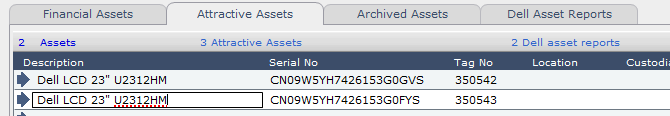 Financial Assets Attractive Assets Archived Assets Dell Asset Reports
2 Assets 3 Attractive Assets 2 Dell asset reports
Description Serial No Tag No Location Custodia
Dell LCD 23" U2312HM CN09W5YH7426153G0GVS 350542
Dell LCD 23" U2312HM CN09W5YH7426153G0FYS 350543